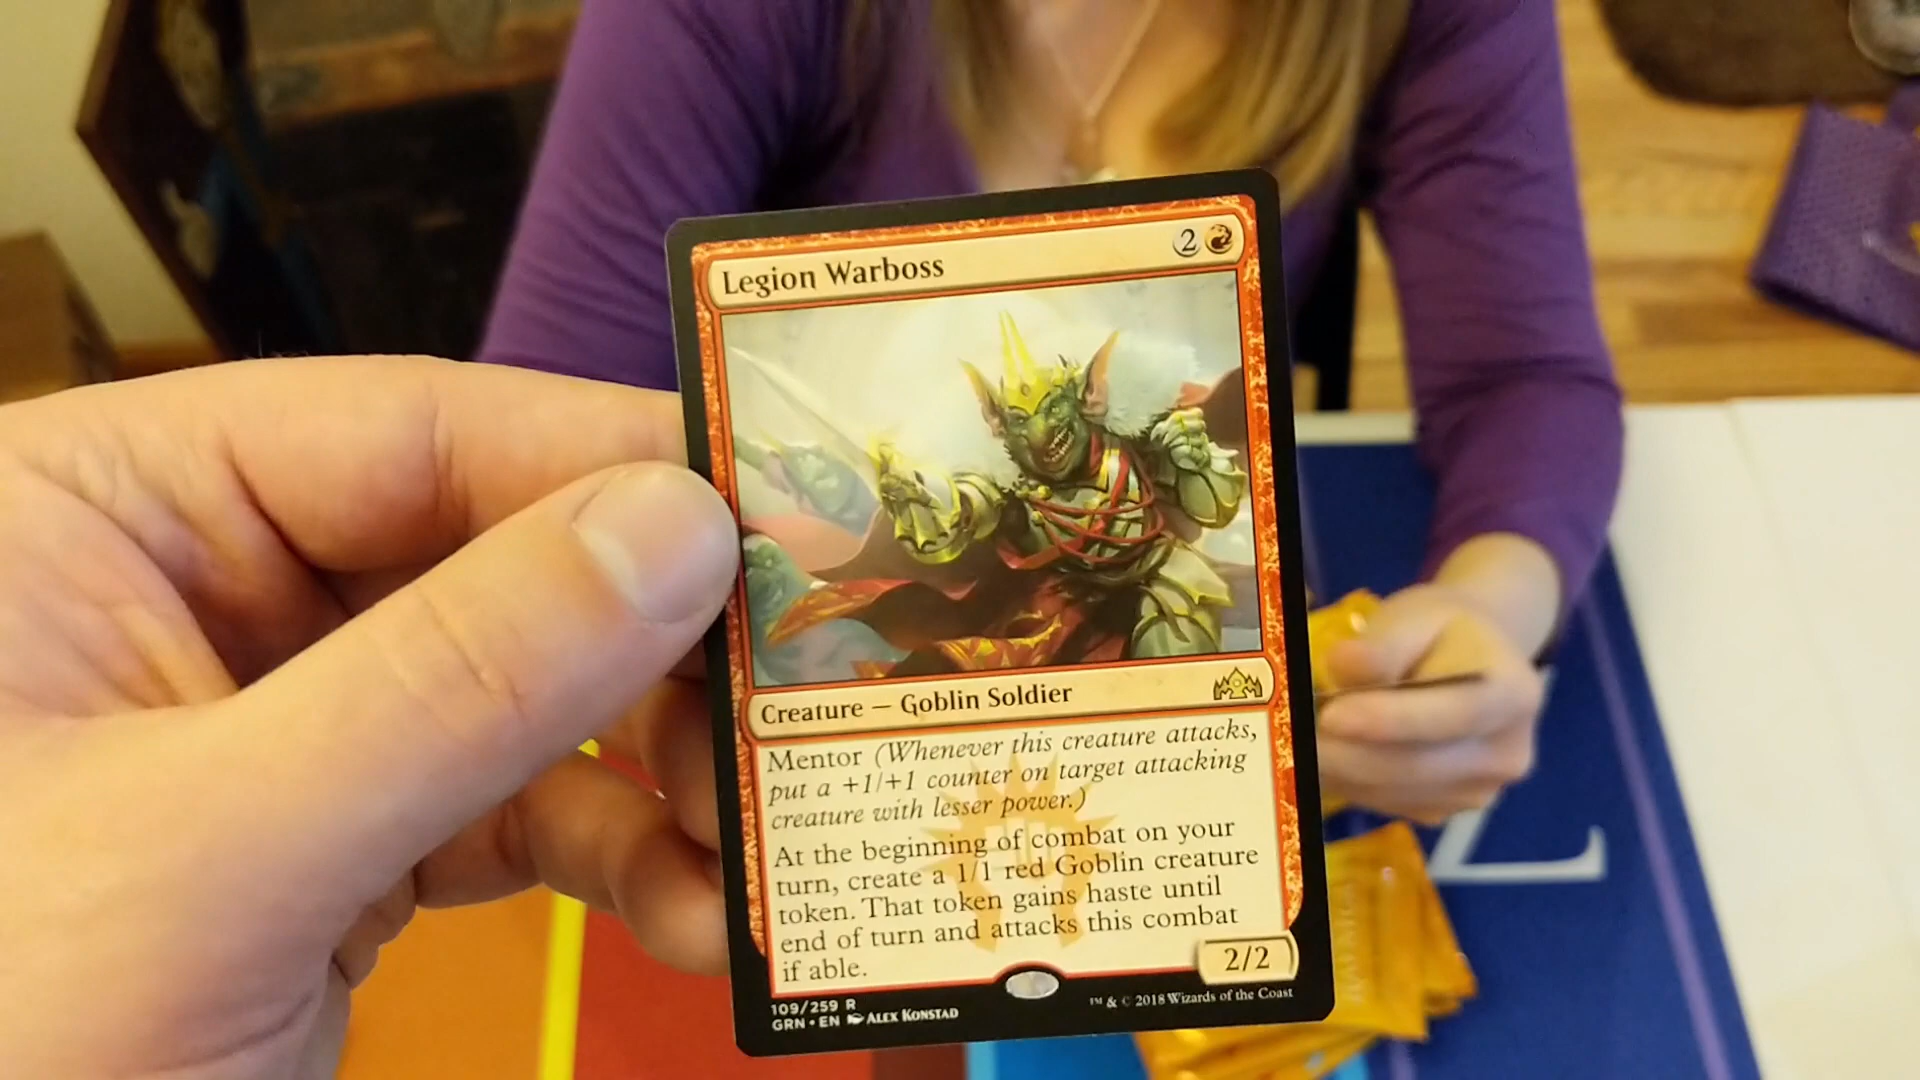 Legion Warboss
2
Creature — Goblin Soldier
Mentor (Whenever this creature attacks,
put a +1/+1 counter on target attacking
creature with lesser power.)
At the beginning of combat on your
turn, create a 1/1 red Goblin creature
token. That token gains haste until
end of turn and attacks this combat
if able.
2/2
109/259 R
GRN • EN ALEX KONSTAD
™ & © 2018 Wizards of the Coast